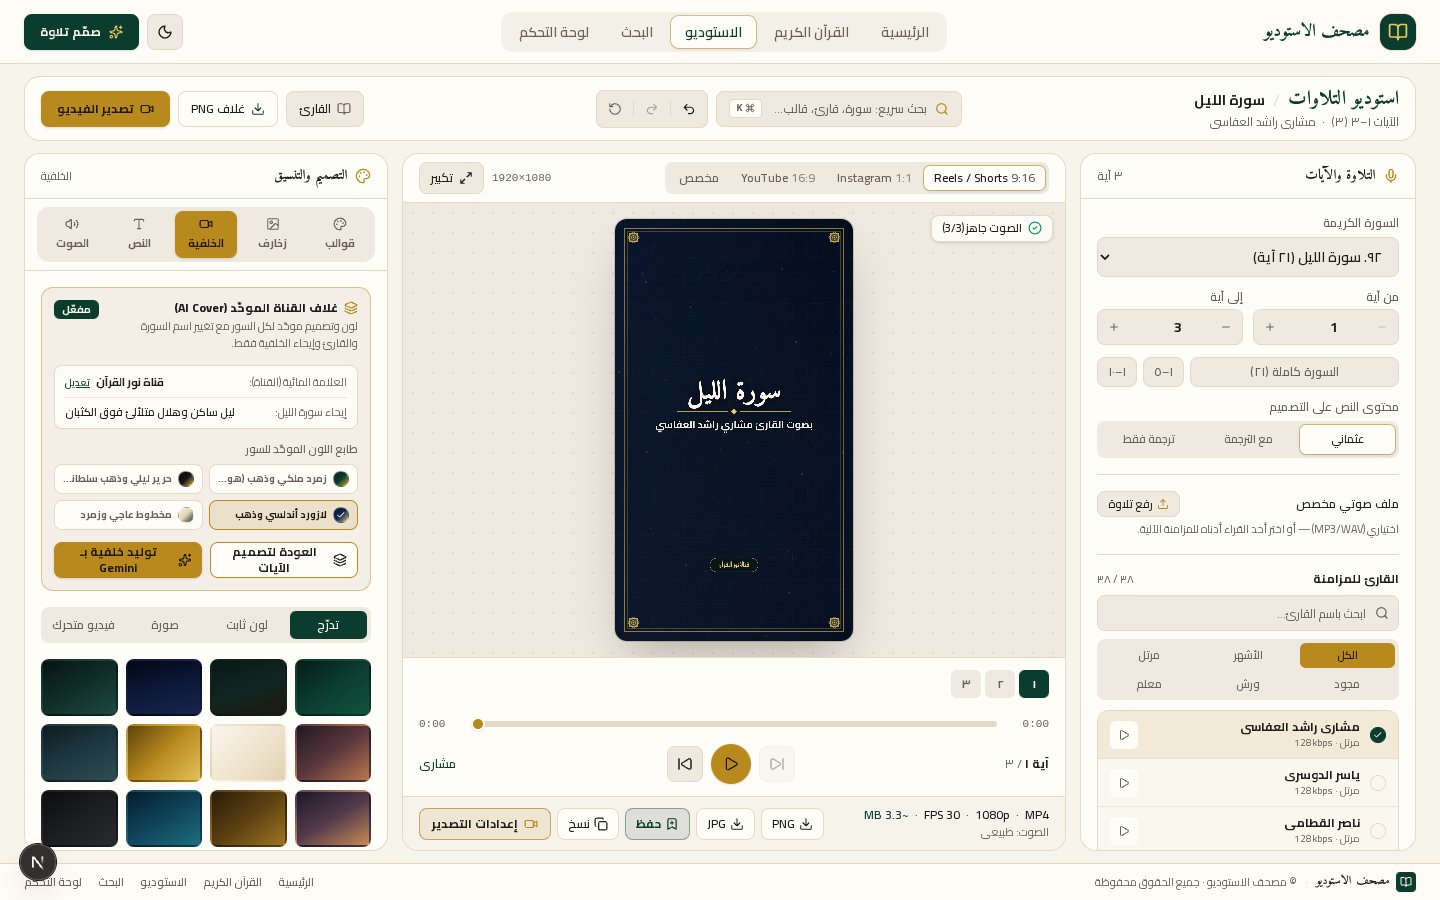 مصحف الاستوديو
الرئيسية
القرآن الكريم
الاستوديو
البحث
لوحة التحكم
صمّم تلاوة
استوديو التلاوات / سورة الليل
الآيات ١–٣ (٣) · مشاري راشد العفاسي
بحث سريع: سورة، قارئ، قالب...
⌘ K
القارئ
غلاف PNG
تصدير الفيديو
التلاوة والآيات
٣ آية
السورة الكريمة
٩٢. سورة الليل (٢١ آية)
من آية
إلى آية
− 1 +
− 3 +
السورة كاملة (٢١)
١–٥
١–١٠
محتوى النص على التصميم
عثماني
مع الترجمة
ترجمة فقط
ملف صوتي مخصص
رفع تلاوة
اختياري (MP3/WAV) — أو اختر أحد القراء أدناه للمزامنة الآلية.
القارئ للمزامنة
٣٨ / ٣٨
ابحث باسم القارئ...
الكل
الأشهر
مرتل
مجود
ورش
معلم
مشاري راشد العفاسي
مرتل · 128kbps
ياسر الدوسري
مرتل · 128kbps
ناصر القطامي
مرتل · 128kbps
Reels / Shorts 9:16
Instagram 1:1
YouTube 16:9
مخصص
1920×1080
تكبير
الصوت جاهز (3/3)
سورة الليل
بصوت القارئ مشاري راشد العفاسي
قناة نور القرآن
١
٢
٣
0:00
0:00
آية ١ / ٣
مشاري
MP4 · 1080p · 30 FPS · ~3.3 MB
الصوت: طبيعي
PNG
JPG
حفظ
نسخ
إعدادات التصدير
التصميم والتنسيق
الخلفية
قوالب
زخارف
الخلفية
النص
الصوت
غلاف القناة الموحّد (AI Cover)
مفعّل
لون وتصميم موحّد لكل السور مع تغيير اسم السورة
والقارئ وإيحاء الخلفية فقط.
العلامة المائية (القناة):
قناة نور القرآن
تعديل
إيحاء سورة الليل:
ليل ساكن وهلال متلألئ فوق الكثبان
طابع اللون الموحّد للسور
زمرد ملكي وذهب (هو...
حرير ليلي وذهب سلطانـ...
لازورد أندلسي وذهب
مخطوط عاجي وزمرد
العودة لتصميم
الآيات
توليد خلفية بـ
Gemini
تدرّج
لون ثابت
صورة
فيديو متحرك
مصحف الاستوديو · © مصحف الاستوديو · جميع الحقوق محفوظة
الرئيسية
القرآن الكريم
الاستوديو
البحث
لوحة التحكم
N